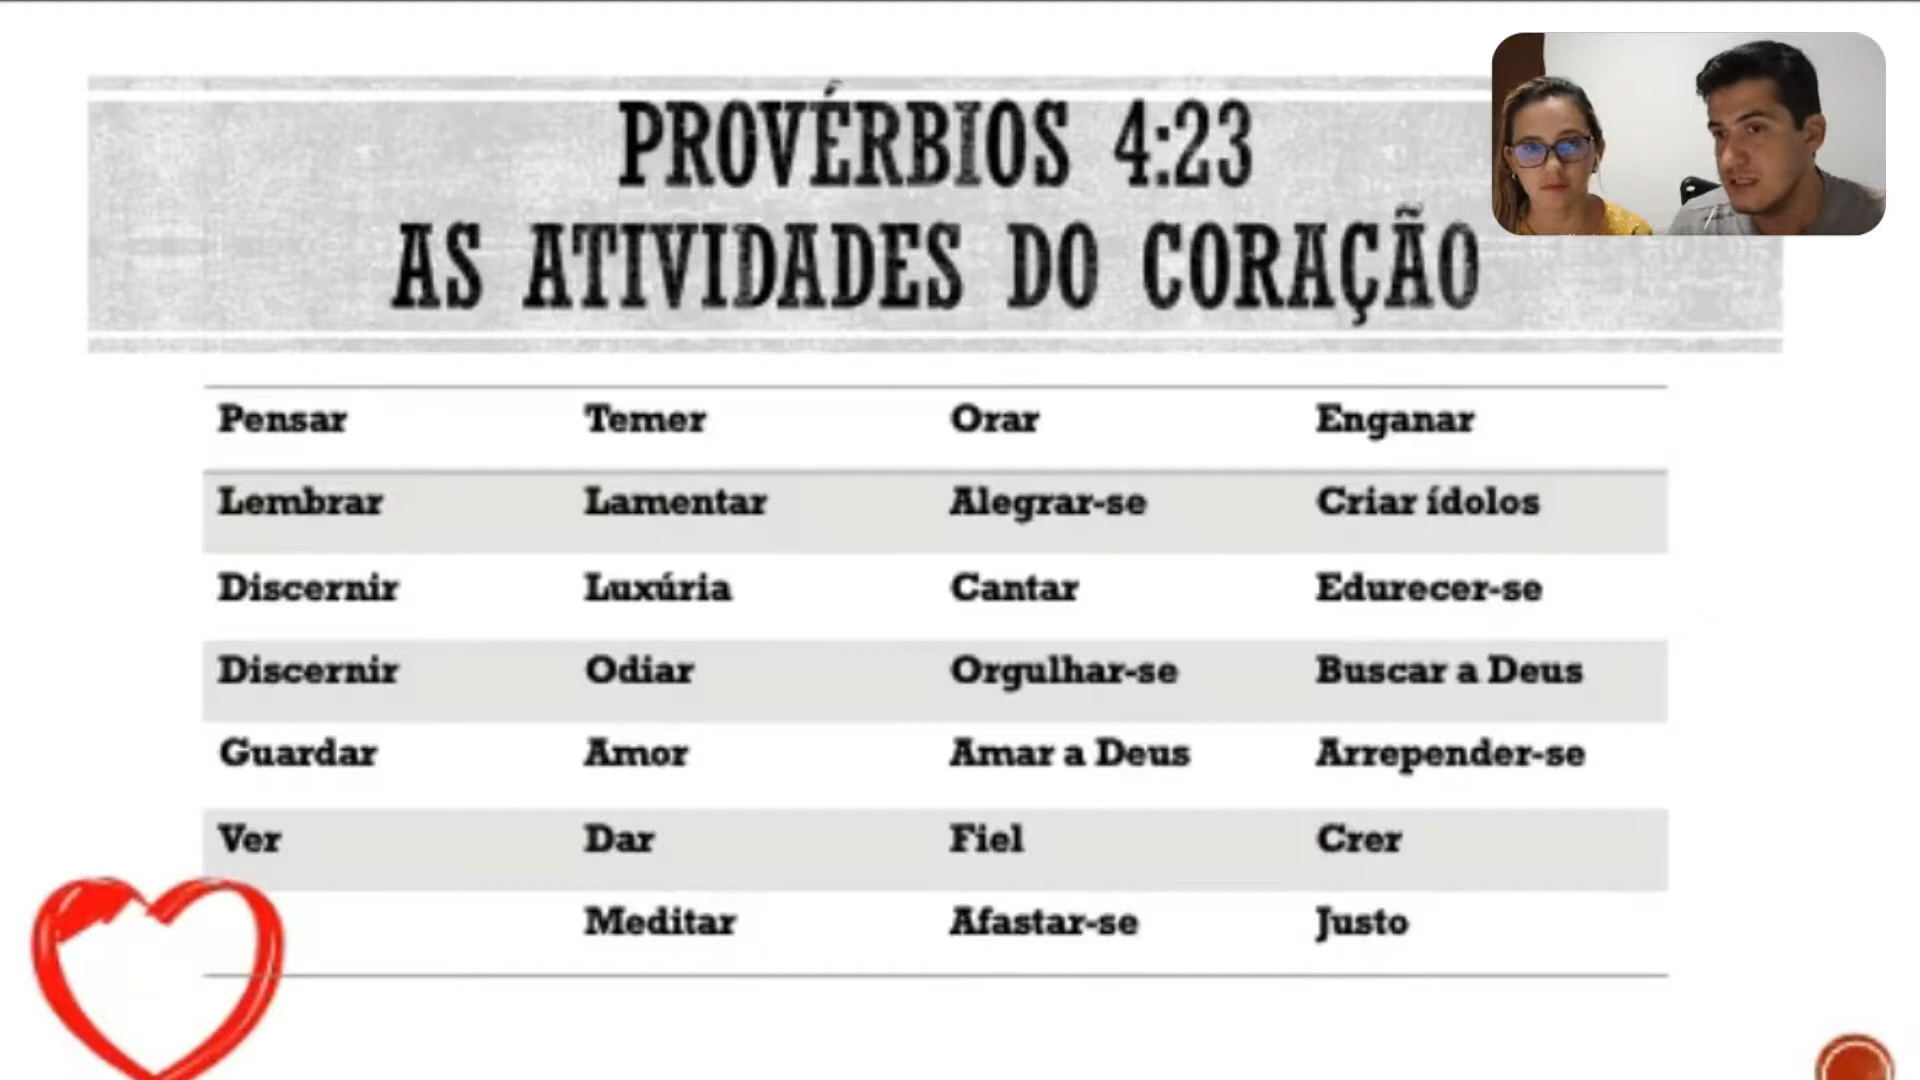 PROVÉRBIOS 4:23
AS ATIVIDADES DO CORAÇÃO
Pensar Temer Orar Enganar
Lembrar Lamentar Alegrar-se Criar ídolos
Discernir Luxúria Cantar Edurecer-se
Discernir Odiar Orgulhar-se Buscar a Deus
Guardar Amor Amar a Deus Arrepender-se
Ver Dar Fiel Crer
Meditar Afastar-se Justo